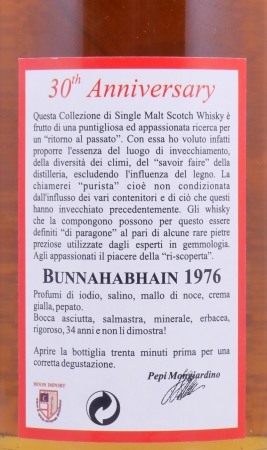 30th Anniversary
Questa Collezione di Single Malt Scotch Whisky è
frutto di una puntigliosa ed appassionata ricerca per
un “ritorno al passato”. Con essa ho voluto infatti
proporre l'essenza del luogo di invecchiamento,
della diversità dei climi, del “savoir faire” della
distilleria, escludendo l'influenza del legno. La
chiamerei “purista” cioè non condizionata
dall'influsso dei vari contenitori e di ciò che questi
hanno invecchiato precedentemente. Gli whisky
che la compongono possono per questo essere
definiti “di paragone” al pari di alcune rare pietre
preziose utilizzate dagli esperti in gemmologia.
Agli appassionati il piacere della “ri-scoperta”.
BUNNAHABHAIN 1976
Profumi di iodio, salino, mallo di noce, crema
gialla, pepato.
Bocca asciutta, salmastra, minerale, erbacea,
rigoroso, 34 anni e non li dimostra!
Aprire la bottiglia trenta minuti prima per una
corretta degustazione.
Pepi Mongiardino
MOON IMPORT